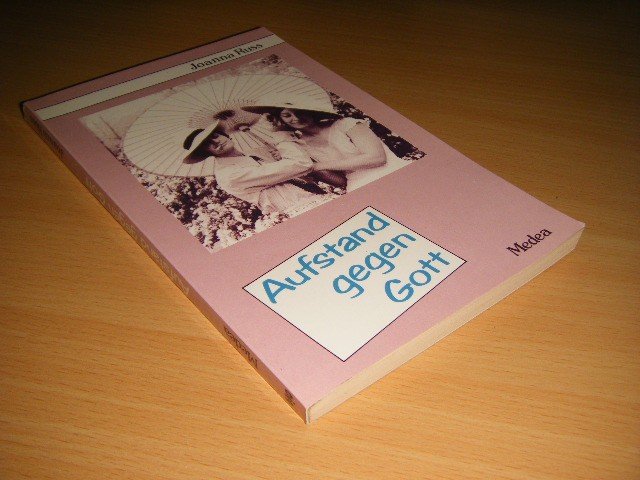 Joanna Russ
Aufstand
gegen
Gott
Medea